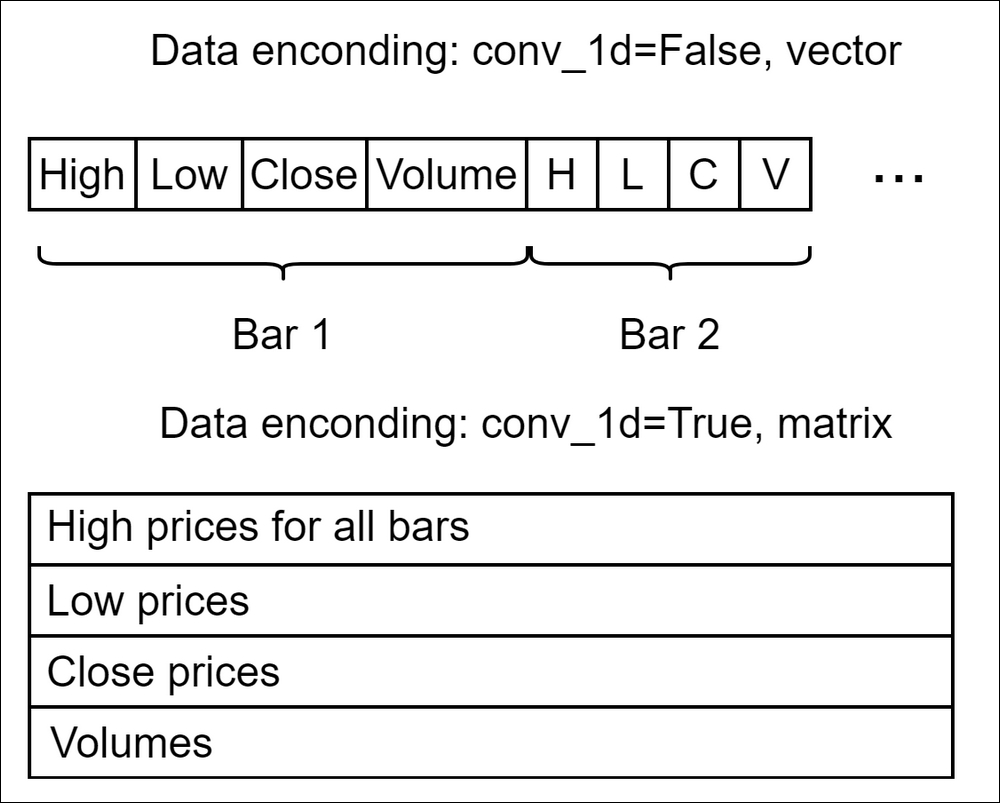 Data enconding: conv_1d=False, vector
High Low Close Volume H L C V ...
Bar 1 Bar 2
Data enconding: conv_1d=True, matrix
High prices for all bars
Low prices
Close prices
Volumes